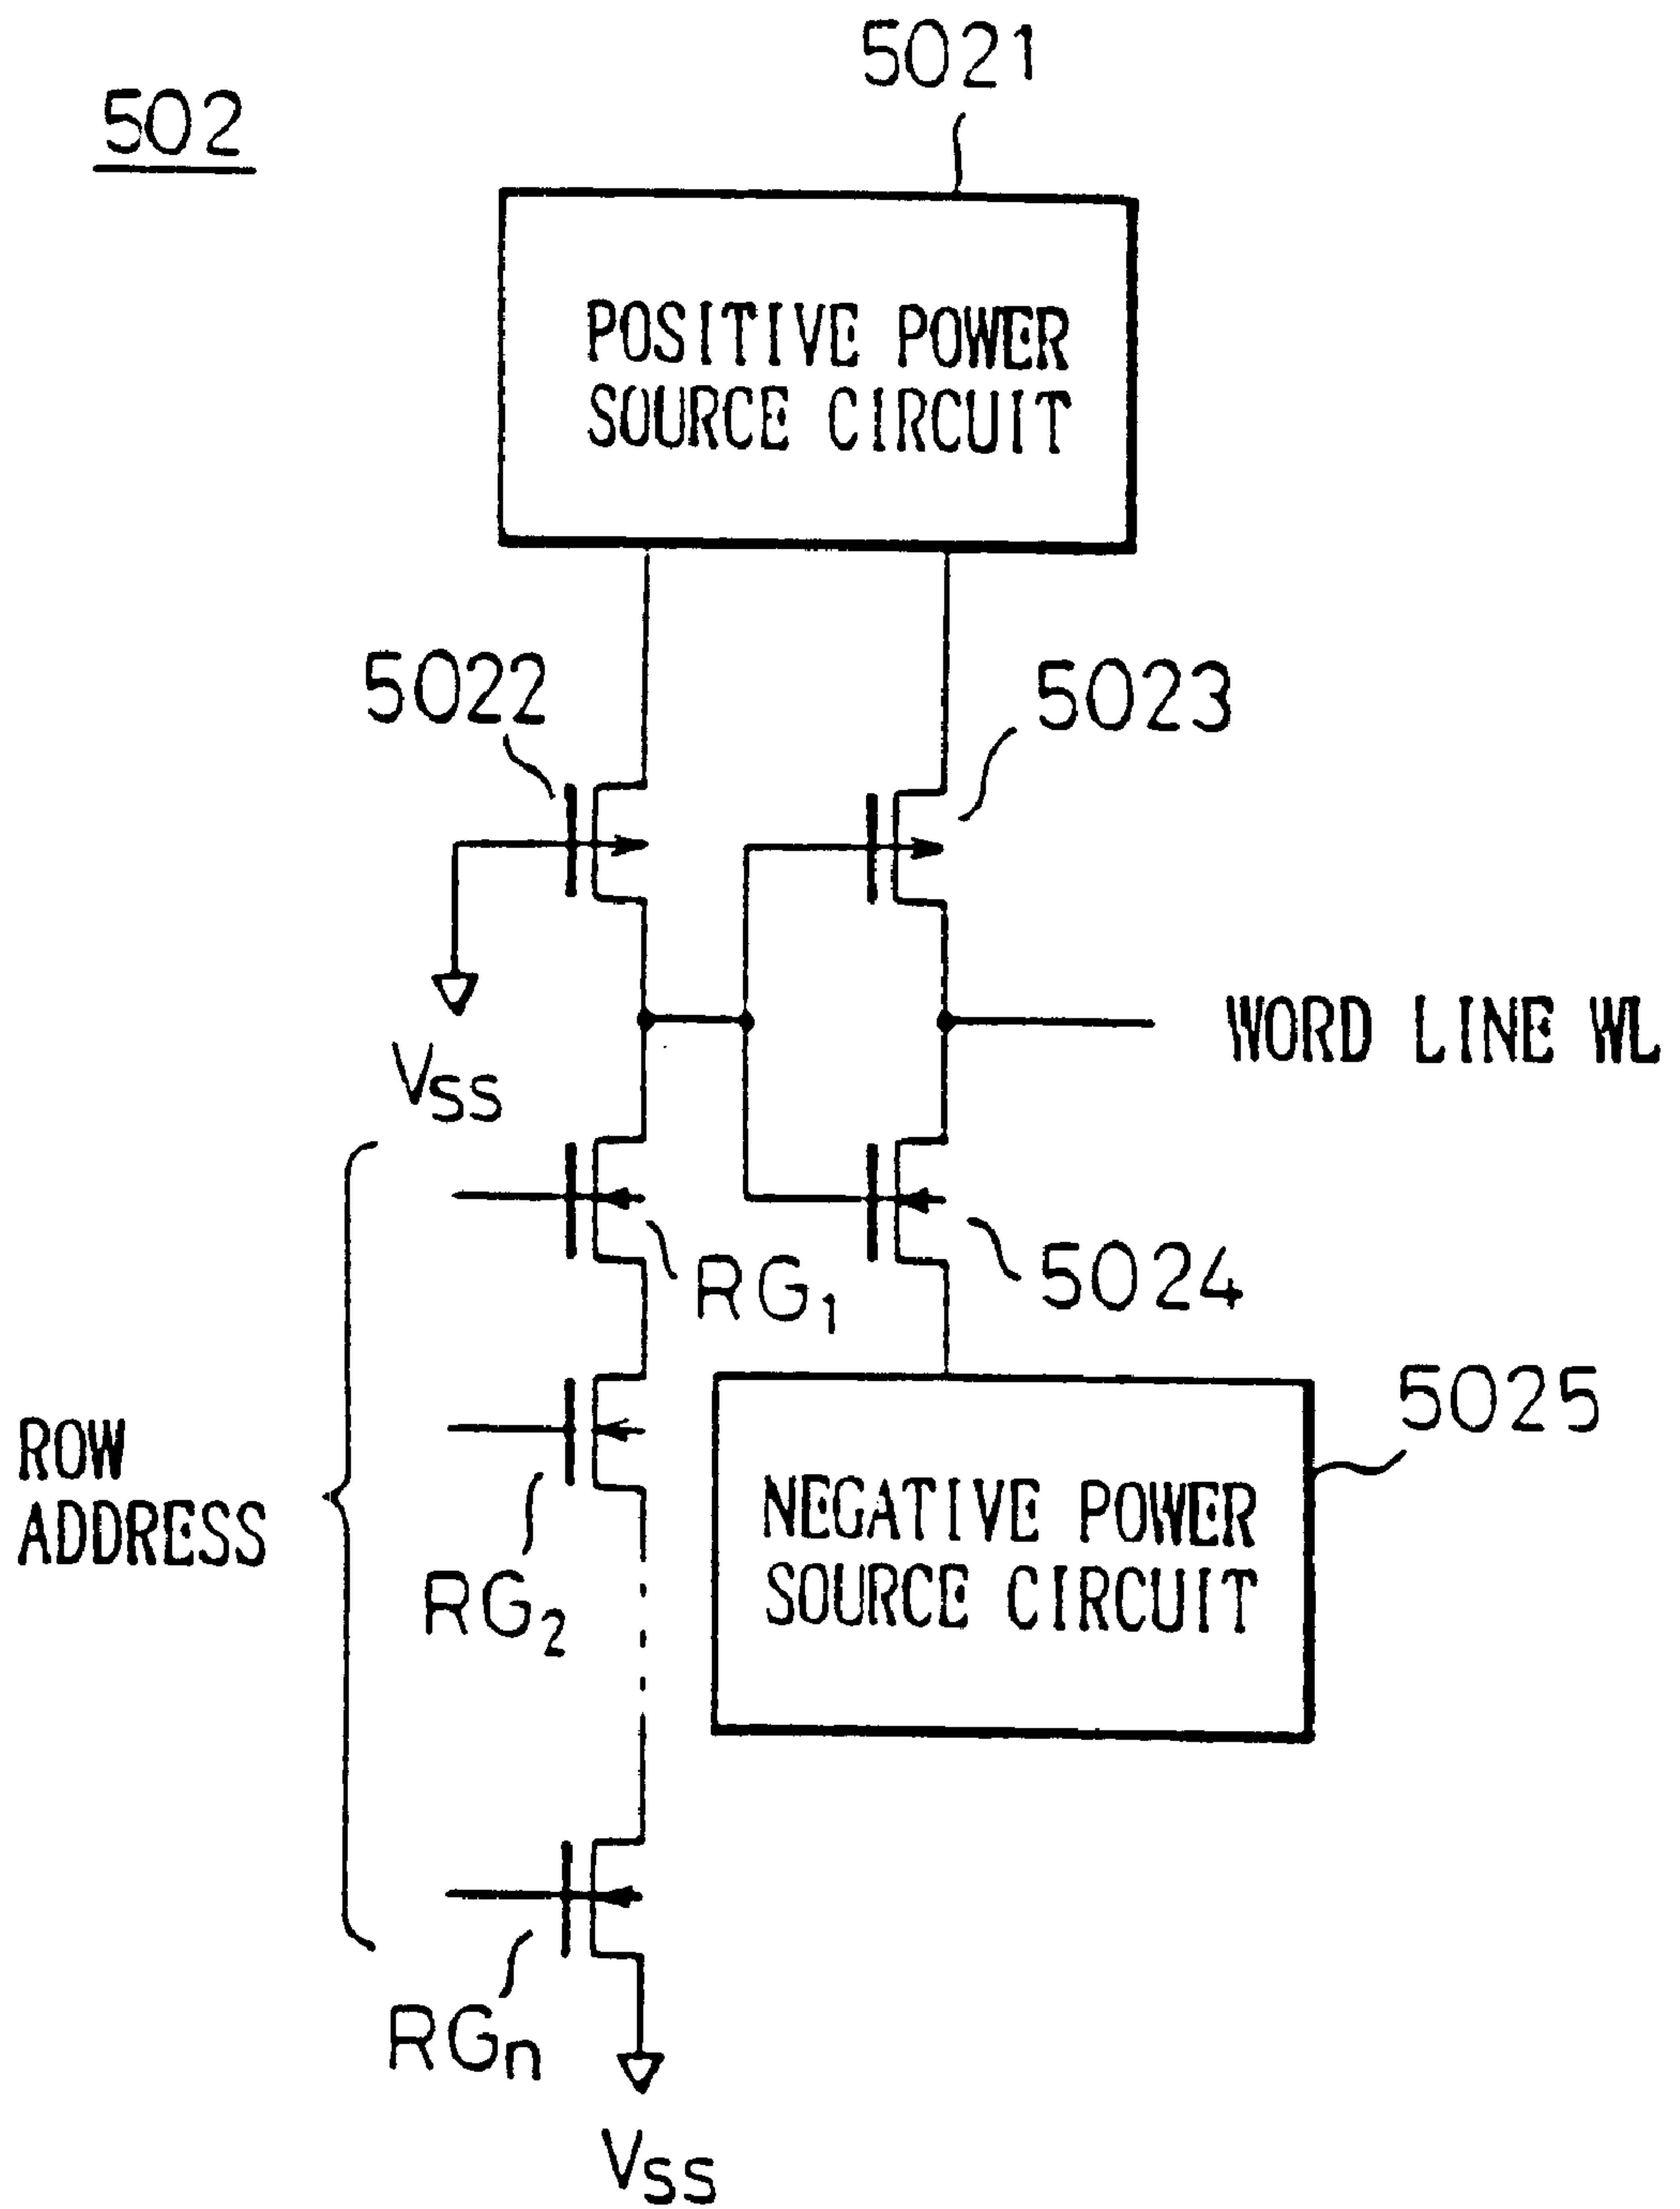 5021
502
POSITIVE POWER
SOURCE CIRCUIT
5022
5023
VSS
WORD LINE WL
RG1
5024
5025
ROW
ADDRESS
NEGATIVE POWER
SOURCE CIRCUIT
RG2
RGn
VSS